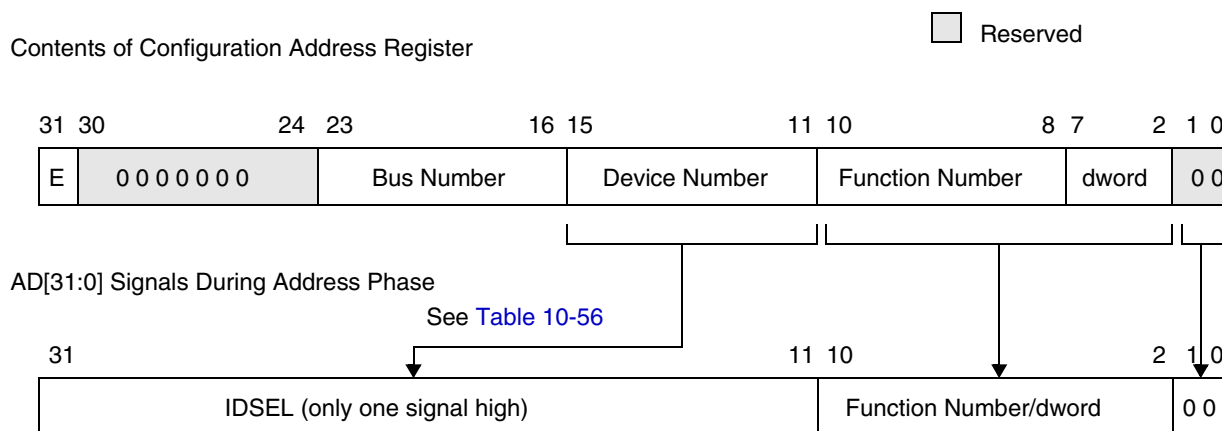 Contents of Configuration Address Register
Reserved
31 30 24 23 16 15 11 10 8 7 2 1 0
E 0 0 0 0 0 0 0 Bus Number Device Number Function Number dword 0 0
AD[31:0] Signals During Address Phase
See Table 10-56
31 11 10 2 1 0
IDSEL (only one signal high) Function Number/dword 0 0